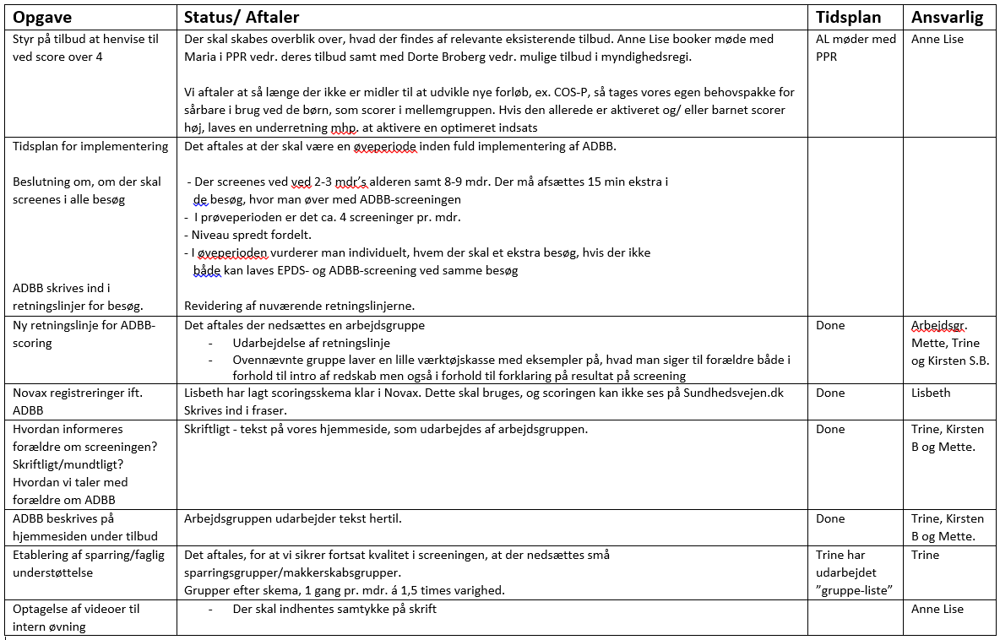 Opgave
Status/ Aftaler
Tidsplan
Ansvarlig
Styr på tilbud at henvise til
ved score over 4
Der skal skabes overblik over, hvad der findes af relevante eksisterende tilbud. Anne Lise booker møde med
Maria i PPR vedr. deres tilbud samt med Dorte Broberg vedr. mulige tilbud i myndighedsregi.
Vi aftaler at så længe der ikke er midler til at udvikle nye forløb, ex. COS-P, så tages vores egen behovspakke for
sårbare i brug ved de børn, som scorer i mellemgruppen. Hvis den allerede er aktiveret og/ eller barnet scorer
høj, laves en underretning mhp. at aktivere en optimeret indsats
AL møder med
PPR
Anne Lise
Tidsplan for implementering
Beslutning om, om der skal
screenes i alle besøg
ADBB skrives ind i
retningslinjer for besøg.
Det aftales at der skal være en øveperiode inden fuld implementering af ADBB.
- Der screenes ved ved 2-3 mdr’s alderen samt 8-9 mdr. Der må afsættes 15 min ekstra i
de besøg, hvor man øver med ADBB-screeningen
- I prøveperioden er det ca. 4 screeninger pr. mdr.
- Niveau spredt fordelt.
- I øveperioden vurderer man individuelt, hvem der skal et ekstra besøg, hvis der ikke
både kan laves EPDS- og ADBB-screening ved samme besøg
Revidering af nuværende retningslinjerne.
Ny retningslinje for ADBB-
scoring
Det aftales der nedsættes en arbejdsgruppe
- Udarbejdelse af retningslinje
- Ovennævnte gruppe laver en lille værktøjskasse med eksempler på, hvad man siger til forældre både i
forhold til intro af redskab men også i forhold til forklaring på resultat på screening
Done
Arbejdsgr.
Mette, Trine
og Kirsten S.B.
Novax registreringer ift.
ADBB
Lisbeth har lagt scoringsskema klar i Novax. Dette skal bruges, og scoringen kan ikke ses på Sundhedsvejen.dk
Skrives ind i fraser.
Done
Lisbeth
Hvordan informeres
forældre om screeningen?
Skriftligt/mundtligt?
Hvordan vi taler med
forældre om ADBB
Skriftligt - tekst på vores hjemmeside, som udarbejdes af arbejdsgruppen.
Done
Trine, Kirsten
B og Mette.
ADBB beskrives på
hjemmesiden under tilbud
Arbejdsgruppen udarbejder tekst hertil.
Done
Trine, Kirsten
B og Mette.
Etablering af sparring/faglig
understøttelse
Det aftales, for at vi sikrer fortsat kvalitet i screeningen, at der nedsættes små
sparringsgrupper/makkerskabsgrupper.
Grupper efter skema, 1 gang pr. mdr. á 1,5 times varighed.
Trine har
udarbejdet
”gruppe-liste”
Trine
Optagelse af videoer til
intern øvning
- Der skal indhentes samtykke på skrift
Anne Lise